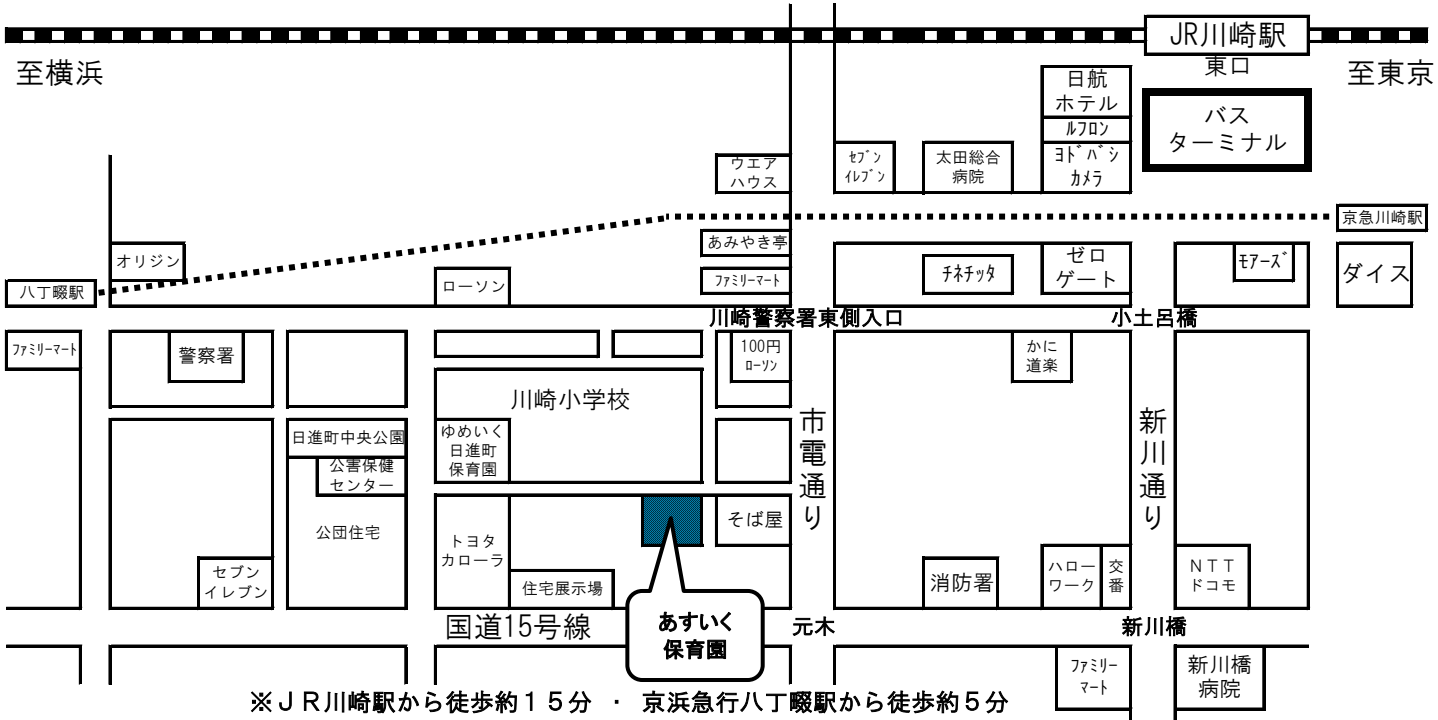 JR川崎駅
東口
至横浜
至東京
日航
ホテル
ルフロン
ヨドバシ
カメラ
バス
ターミナル
ウエア
ハウス
セブン
イレブン
太田総合
病院
京急川崎駅
オリジン
あみやき亭
八丁畷駅
ローソン
ファミリーマート
チネチッタ
ゼロ
ゲート
モアーズ
ダイス
川崎警察署東側入口
小土呂橋
ファミリーマート
警察署
100円
ローソン
かに
道楽
川崎小学校
日進町中央公園
公害保健
センター
公団住宅
ゆめいく
日進町
保育園
市電通り
新川通り
そば屋
トヨタ
カローラ
セブン
イレブン
住宅展示場
消防署
ハロー
ワーク
交番
NTT
ドコモ
国道15号線
あすいく
保育園
元木
新川橋
ファミリー
マート
新川橋
病院
※JR川崎駅から徒歩約15分 ・ 京浜急行八丁畷駅から徒歩約5分